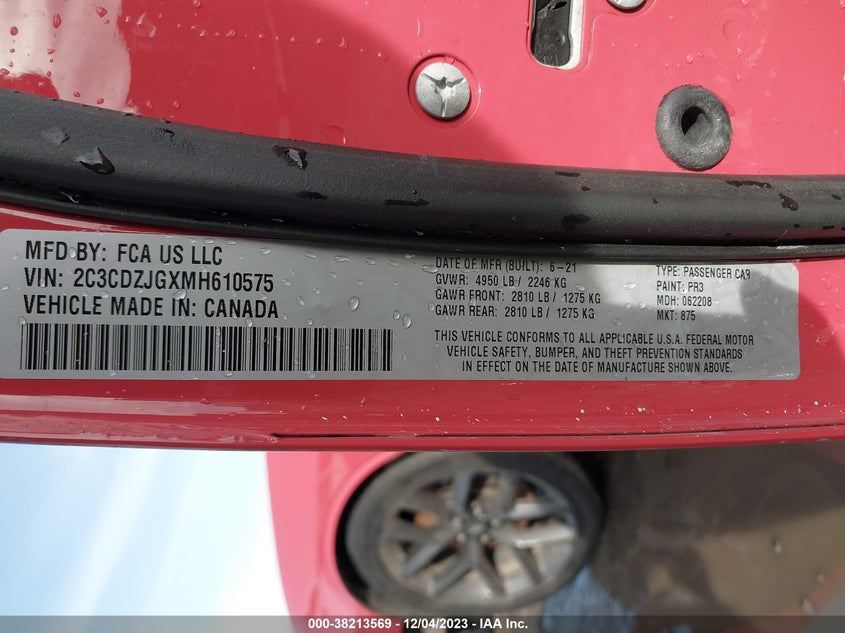 MFD BY: FCA US LLC
VIN: 2C3CDZJGXMH610575
VEHICLE MADE IN: CANADA
DATE OF MFR (BUILT): 6-21
GVWR: 4950 LB / 2246 KG
GAWR FRONT: 2810 LB / 1275 KG
GAWR REAR: 2810 LB / 1275 KG
TYPE: PASSENGER CAR
PAINT: PR3
MDH: 062208
MKT: 875
THIS VEHICLE CONFORMS TO ALL APPLICABLE U.S.A. FEDERAL MOTOR
VEHICLE SAFETY, BUMPER, AND THEFT PREVENTION STANDARDS
IN EFFECT ON THE DATE OF MANUFACTURE SHOWN ABOVE.
000-38213569 - 12/04/2023 - IAA Inc.